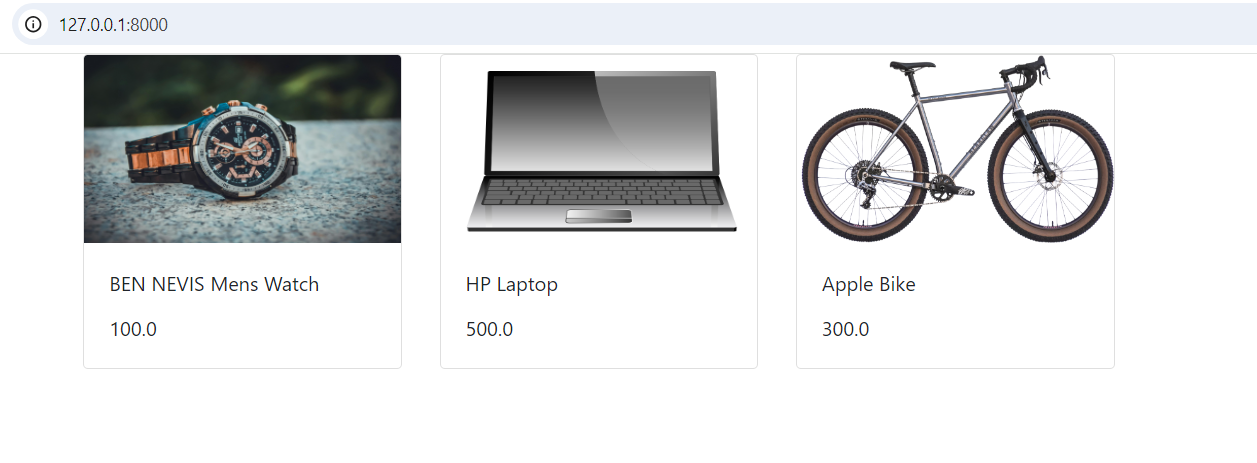 127.0.0.1:8000
BEN NEVIS Mens Watch
HP Laptop
Apple Bike
100.0
500.0
300.0